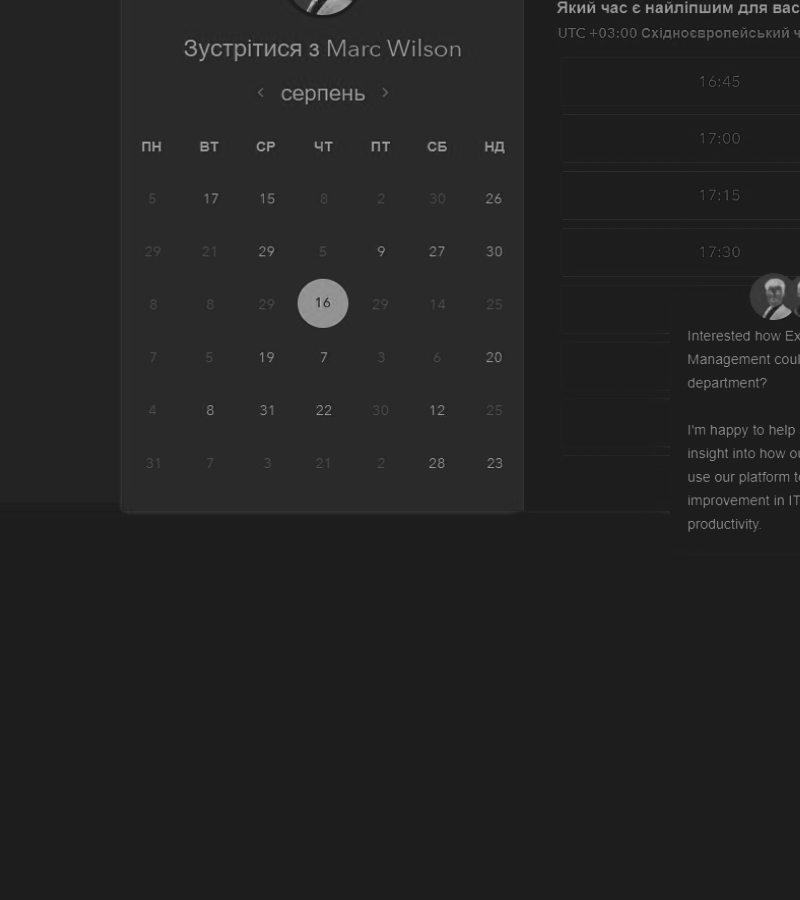 Зустрітися з Marc Wilson
‹ серпень ›
ПН ВТ СР ЧТ ПТ СБ НД
5 17 15 8 2 30 26
29 21 29 5 9 27 30
8 8 29 16 29 14 25
7 5 19 7 3 6 20
4 8 31 22 30 12 25
31 7 3 21 2 28 23
Який час є найліпшим для вас
UTC +03:00 Східноєвропейський ч
16:45
17:00
17:15
17:30
Interested how Ex
Management coul
department?
I'm happy to help
insight into how ou
use our platform to
improvement in IT
productivity.